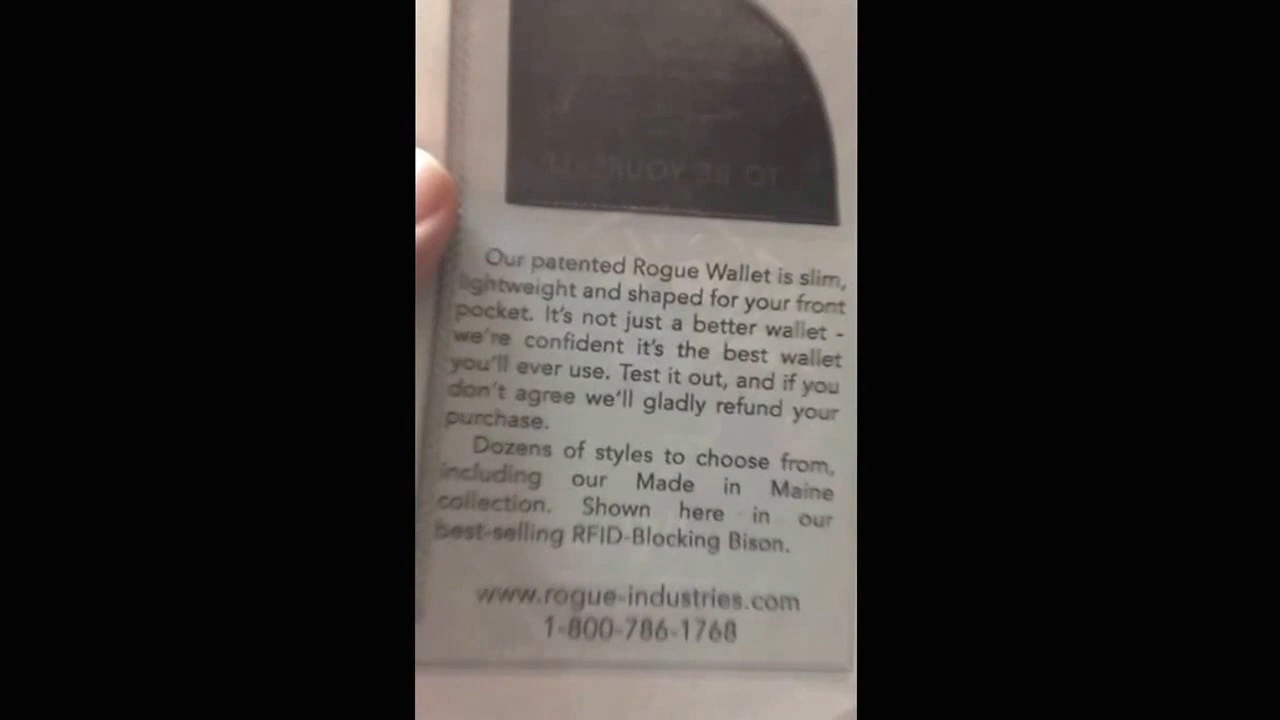 Our patented Rogue Wallet is slim,
lightweight and shaped for your front
pocket. It's not just a better wallet -
we're confident it's the best wallet
you'll ever use. Test it out, and if you
don't agree we'll gladly refund your
purchase.
Dozens of styles to choose from,
including our Made in Maine
collection. Shown here in our
best-selling RFID-Blocking Bison.
www.rogue-industries.com
1-800-786-1768